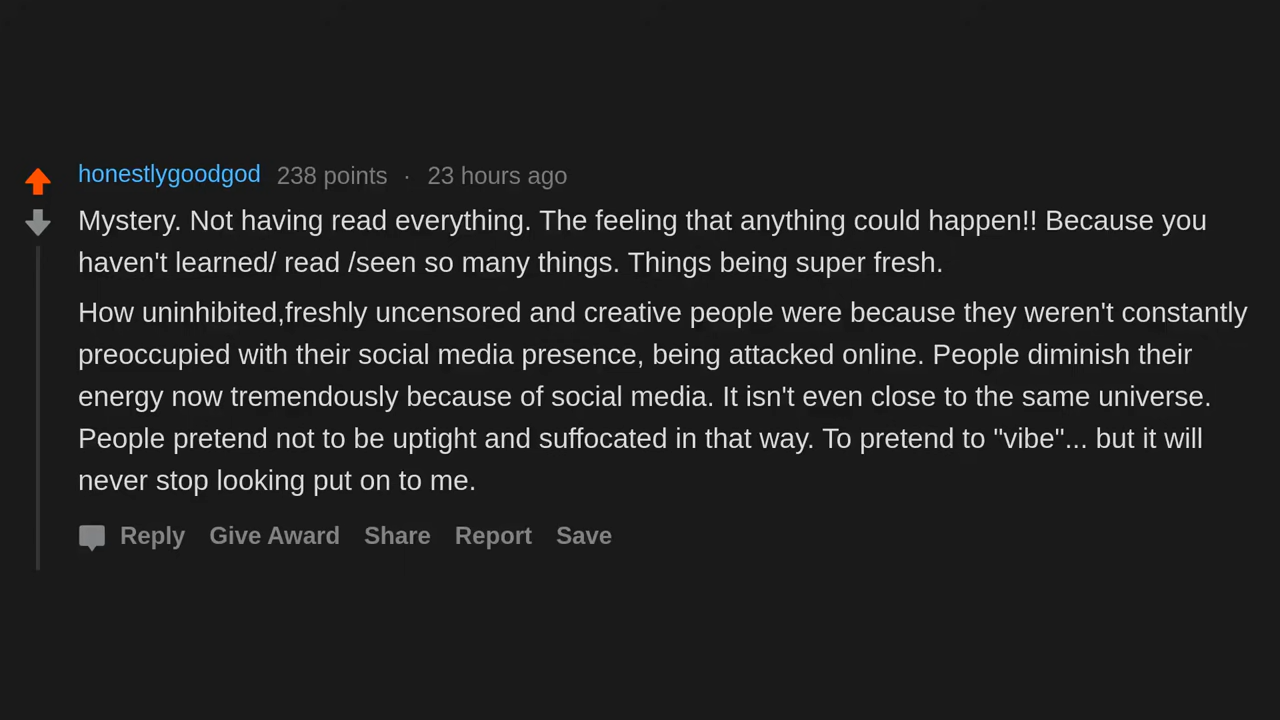 honestlygoodgod 238 points · 23 hours ago
Mystery. Not having read everything. The feeling that anything could happen!! Because you
haven't learned/ read /seen so many things. Things being super fresh.
How uninhibited,freshly uncensored and creative people were because they weren't constantly
preoccupied with their social media presence, being attacked online. People diminish their
energy now tremendously because of social media. It isn't even close to the same universe.
People pretend not to be uptight and suffocated in that way. To pretend to "vibe"... but it will
never stop looking put on to me.
Reply Give Award Share Report Save